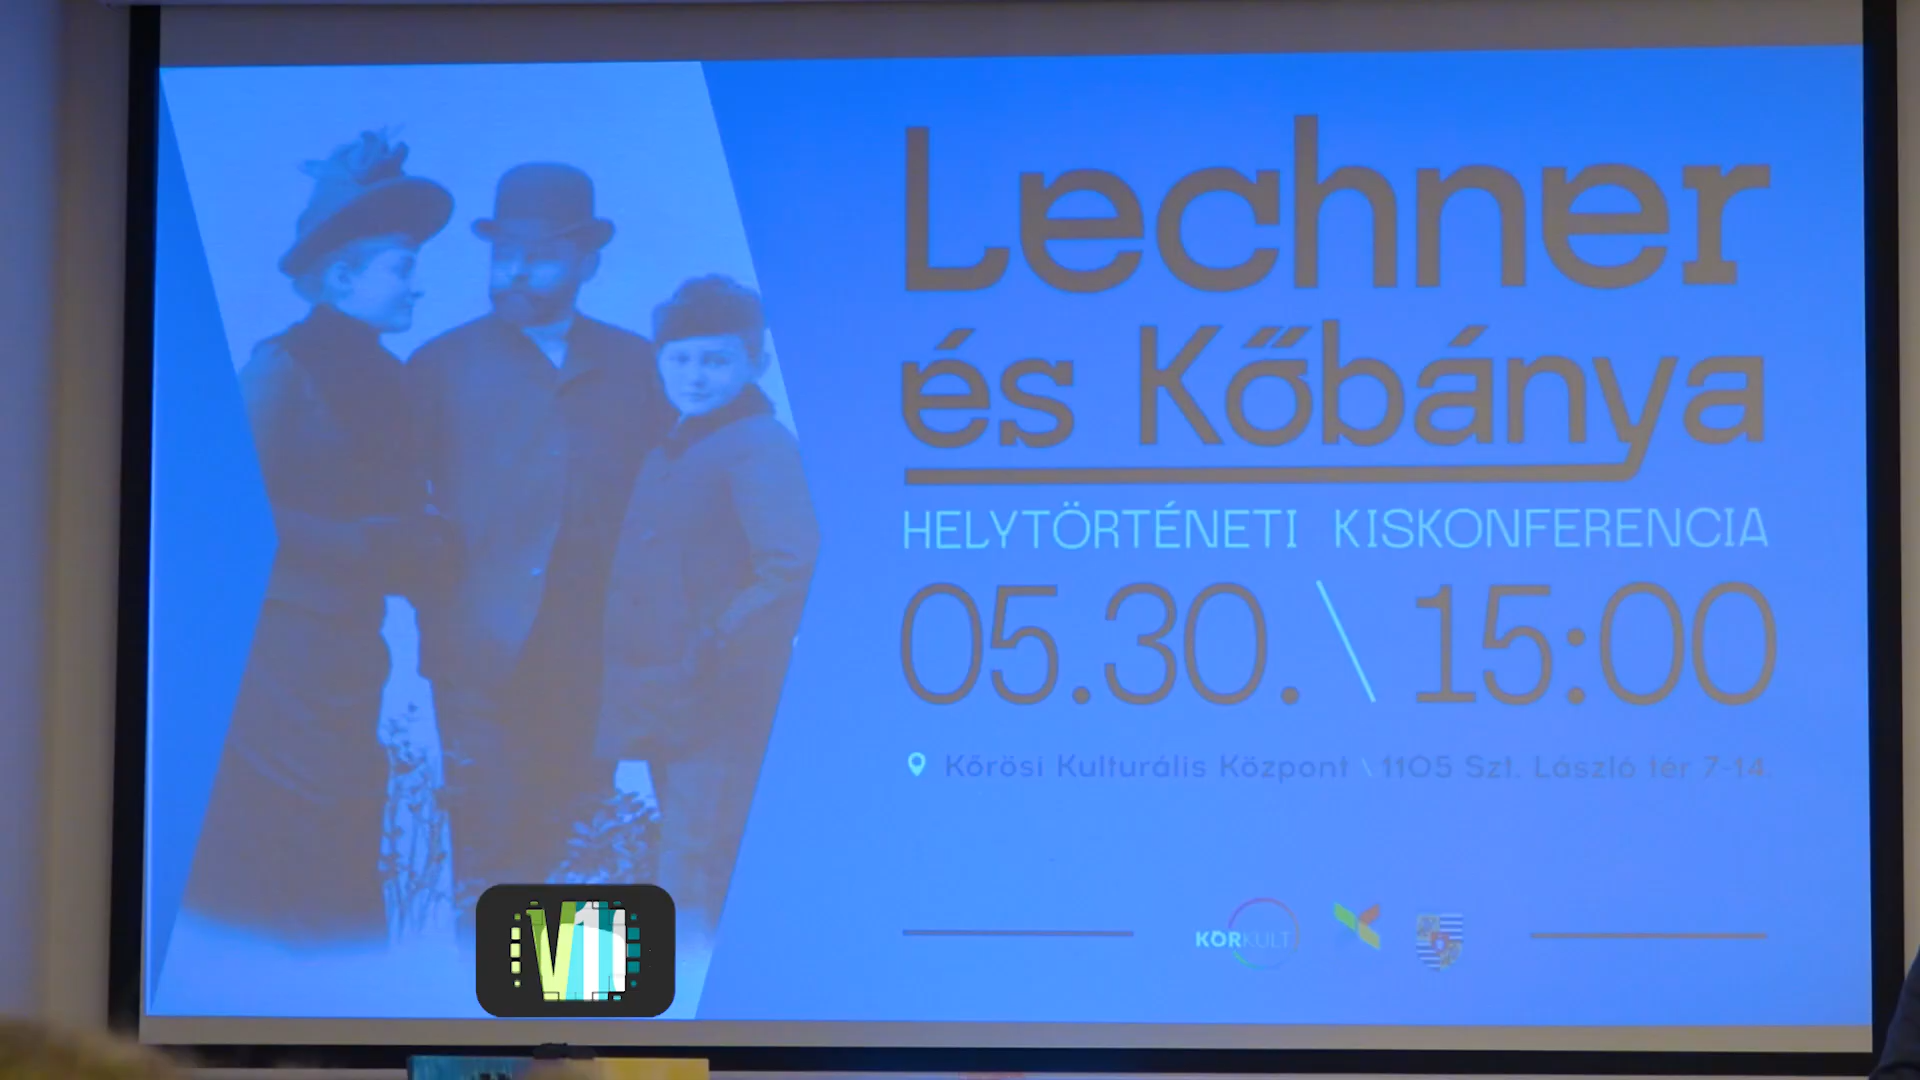 Lechner
és Kőbánya
HELYTÖRTÉNETI KISKONFERENCIA
05.30. \ 15:00
Kőrösi Kulturális Központ \ 1105 Szt. László tér 7-14.
KÖRKULT